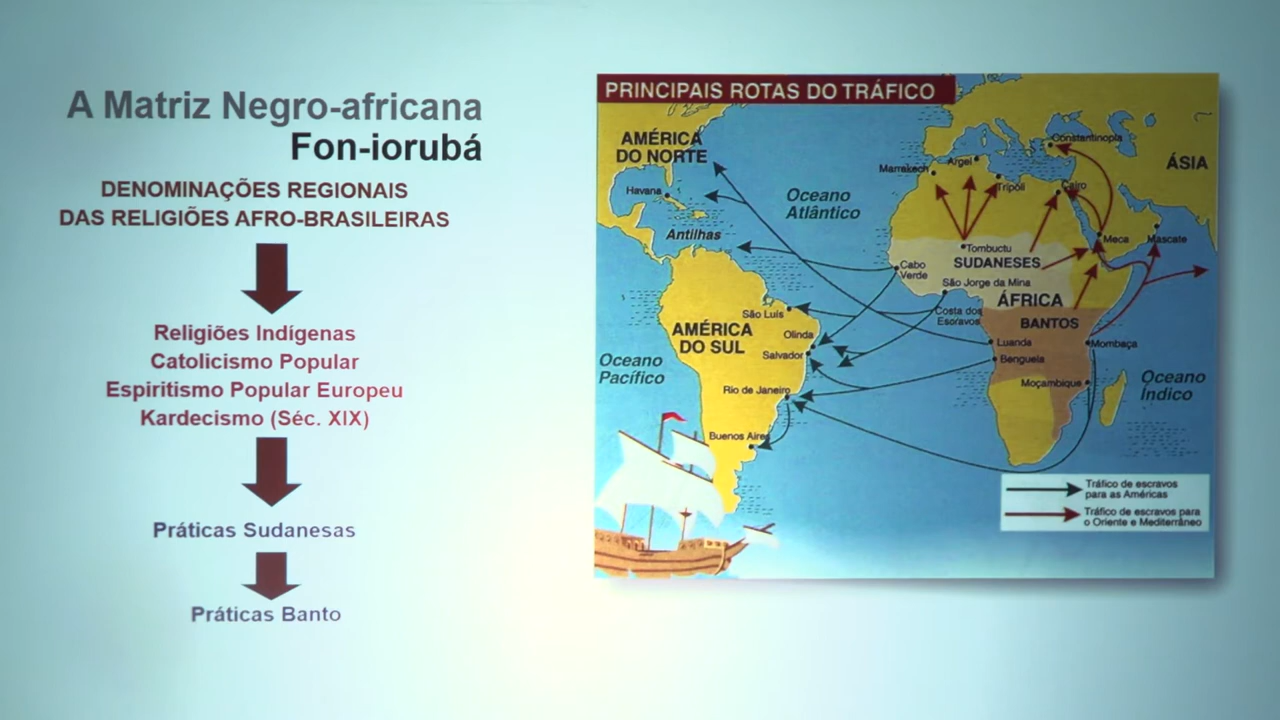 A Matriz Negro-africana
Fon-iorubá
DENOMINAÇÕES REGIONAIS
DAS RELIGIÕES AFRO-BRASILEIRAS
Religiões Indígenas
Catolicismo Popular
Espiritismo Popular Europeu
Kardecismo (Séc. XIX)
Práticas Sudanesas
Práticas Banto
PRINCIPAIS ROTAS DO TRÁFICO
AMÉRICA
DO NORTE
Havana
Antilhas
Oceano
Atlântico
Constantinopla
Marrakech
Argel
Trípoli
Cairo
ÁSIA
Meca
Mascate
Tombuctu
SUDANESES
Cabo
Verde
São Jorge da Mina
ÁFRICA
Costa dos
Escravos
BANTOS
São Luís
AMÉRICA
DO SUL
Olinda
Salvador
Luanda
Benguela
Mombaça
Oceano
Pacífico
Rio de Janeiro
Moçambique
Oceano
Índico
Buenos Aires
Tráfico de escravos
para as Américas
Tráfico de escravos para
o Oriente e Mediterrâneo